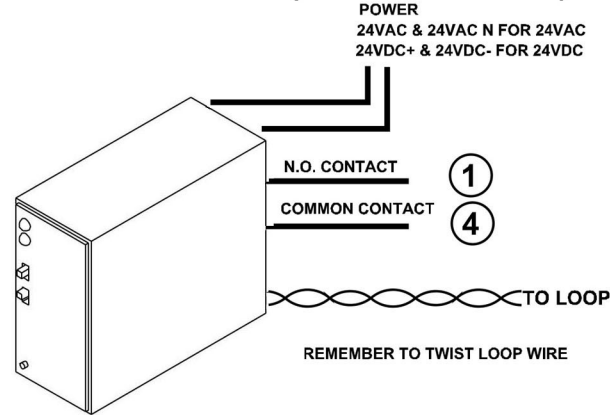 POWER
24VAC & 24VAC N FOR 24VAC
24VDC+ & 24VDC- FOR 24VDC
N.O. CONTACT
1
COMMON CONTACT
4
TO LOOP
REMEMBER TO TWIST LOOP WIRE